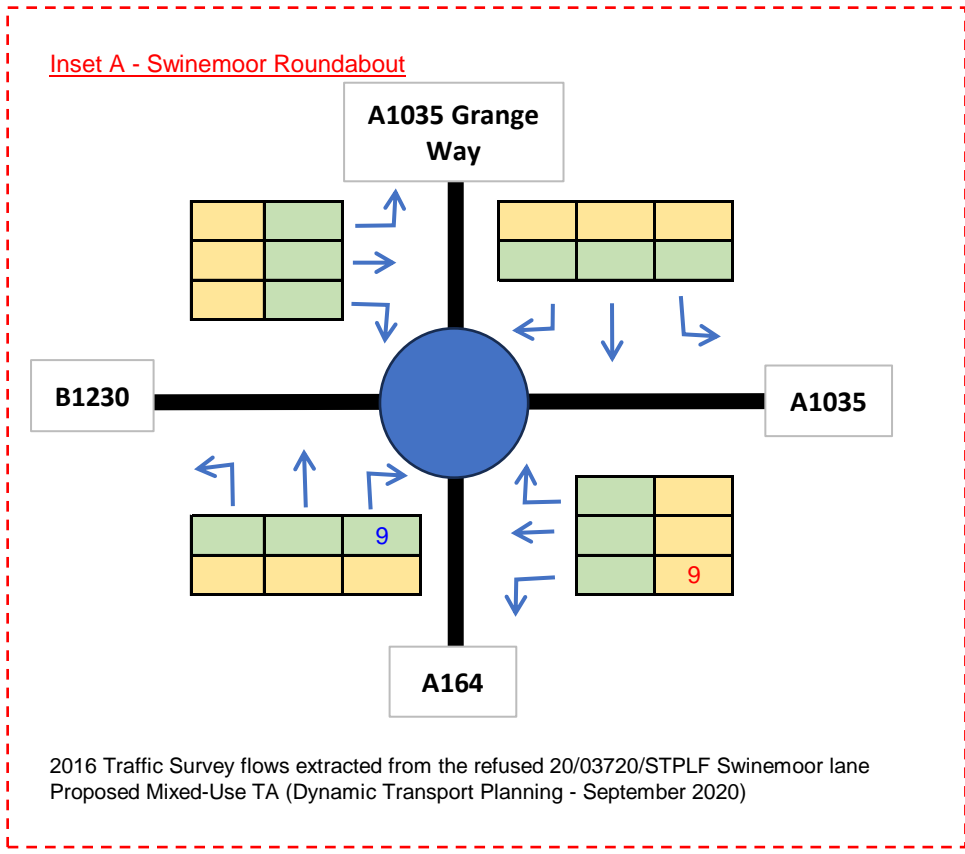 Inset A - Swinemoor Roundabout
A1035 Grange
Way
B1230
A1035
9
9
A164
2016 Traffic Survey flows extracted from the refused 20/03720/STPLF Swinemoor lane
Proposed Mixed-Use TA (Dynamic Transport Planning - September 2020)